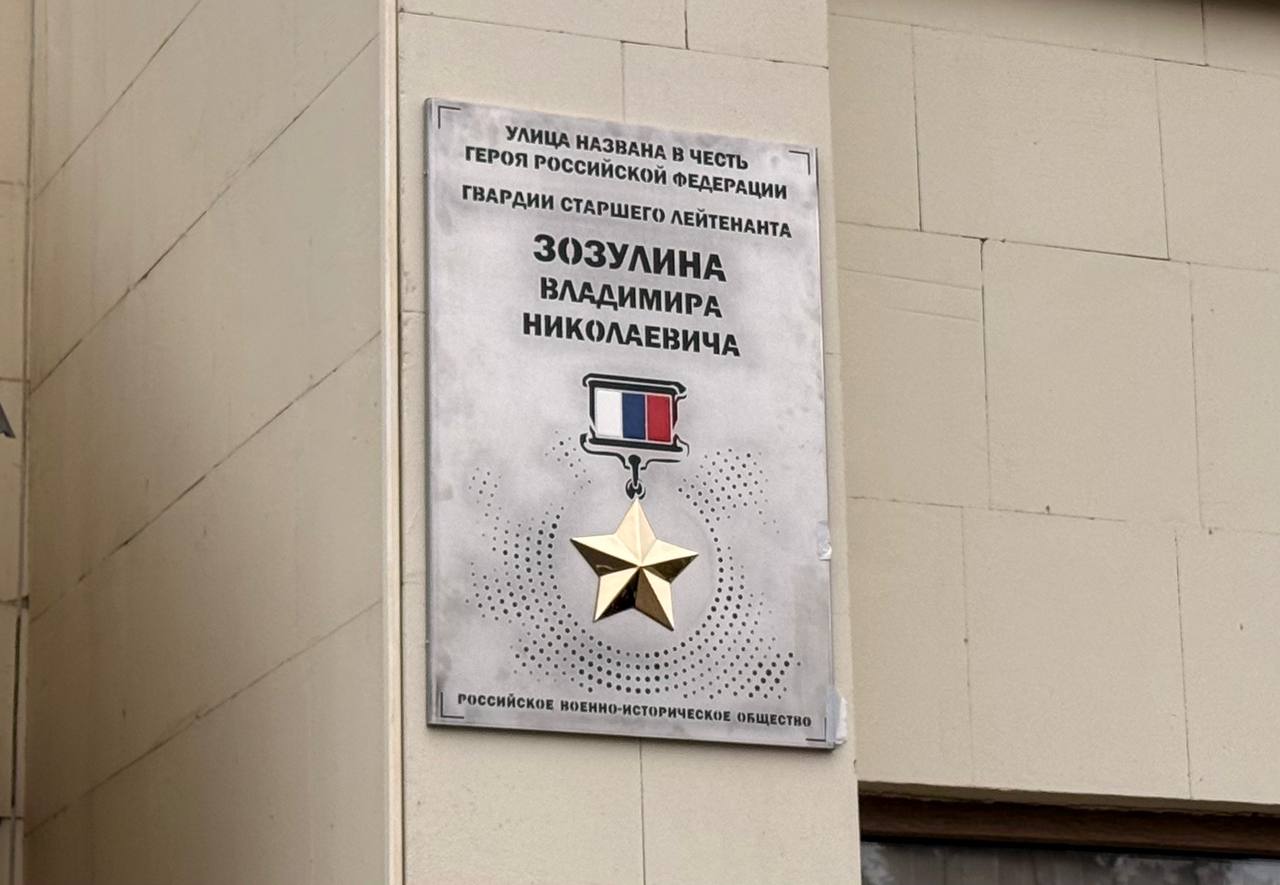 УЛИЦА НАЗВАНА В ЧЕСТЬ
ГЕРОЯ РОССИЙСКОЙ ФЕДЕРАЦИИ
ГВАРДИИ СТАРШЕГО ЛЕЙТЕНАНТА
ЗОЗУЛИНА
ВЛАДИМИРА
НИКОЛАЕВИЧА
РОССИЙСКОЕ ВОЕННО-ИСТОРИЧЕСКОЕ ОБЩЕСТВО